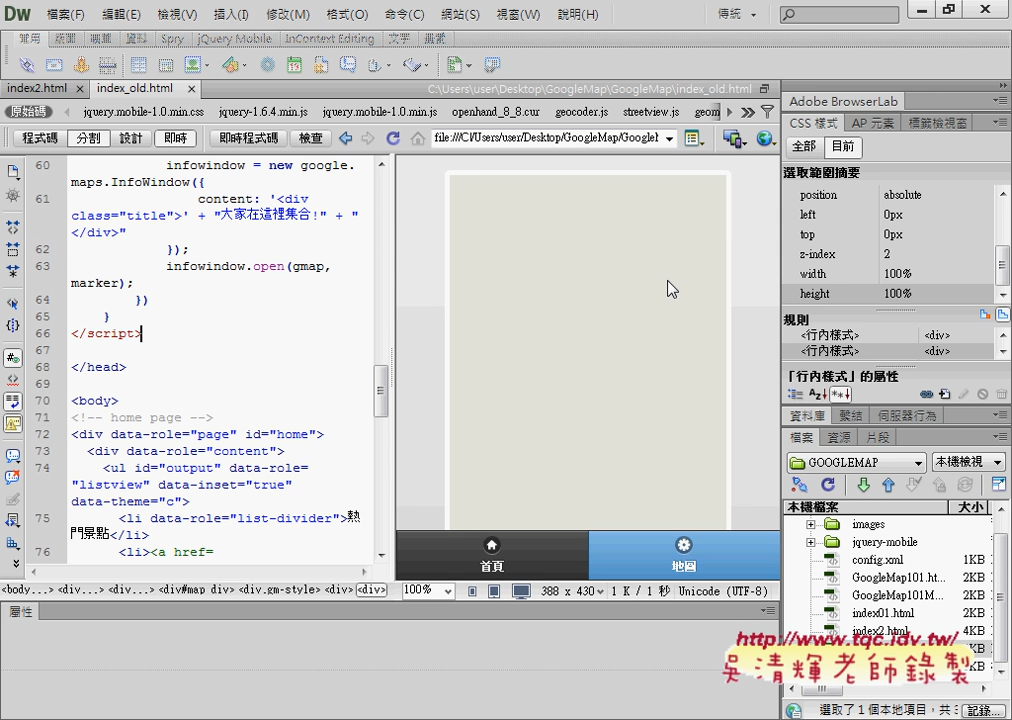 Dw 檔案(F) 編輯(E) 檢視(V) 插入(I) 修改(M) 格式(O) 命令(C) 網站(S) 視窗(W) 說明(H) 傳統
常用 Spry jQuery Mobile InContext Editing 文字
index2.html × index_old.html × C:\Users\user\Desktop\GoogleMap\GoogleMap\index_old.html
原始碼 jquery.mobile-1.0.min.css jquery-1.6.4.min.js jquery.mobile-1.0.min.js openhand_8_8.cur geocoder.js streetview.js geom
程式碼 分割 設計 即時 即時程式碼 檢查 file:///C|/Users/user/Desktop/GoogleMap/Googlel
60 infowindow = new google.
maps.InfoWindow({
61 content: '<div
class="title">' + "大家在這裡集合!" + "
</div>"
62 });
63 infowindow.open(gmap,
marker);
64 })
65 }
66 </script>
67
68 </head>
69
70 <body>
71 <!-- home page -->
72 <div data-role="page" id="home">
73 <div data-role="content">
74 <ul id="output" data-role=
"listview" data-inset="true"
data-theme="c">
75 <li data-role="list-divider">熱
門景點</li>
76 <li><a href=
首頁 地圖
<body...> <div...> <div...> <div#map_div> <div.gm-style> <div> <div>
100% 388 x 430 1 K / 1 秒 Unicode (UTF-8)
屬性
Adobe BrowserLab
CSS 樣式 AP 元素 標籤檢視窗
全部 目前
選取範圍摘要
position absolute
left 0px
top 0px
z-index 2
width 100%
height 100%
規則
<行內樣式> <div>
<行內樣式> <div>
「行內樣式」的屬性
資料庫 繫結 伺服器行為
檔案 資源 片段
GOOGLEMAP 本機檢視
本機檔案 大小
images
jquery-mobile
config.xml 1KB
GoogleMap101.ht... 2KB
GoogleMap101M... 2KB
index01.html 2KB
index2.html 4KB
KB
KB
http://www.tqc.idv.tw/
吳清輝老師錄製
選取了 1 個本地項目，共 3 記錄...